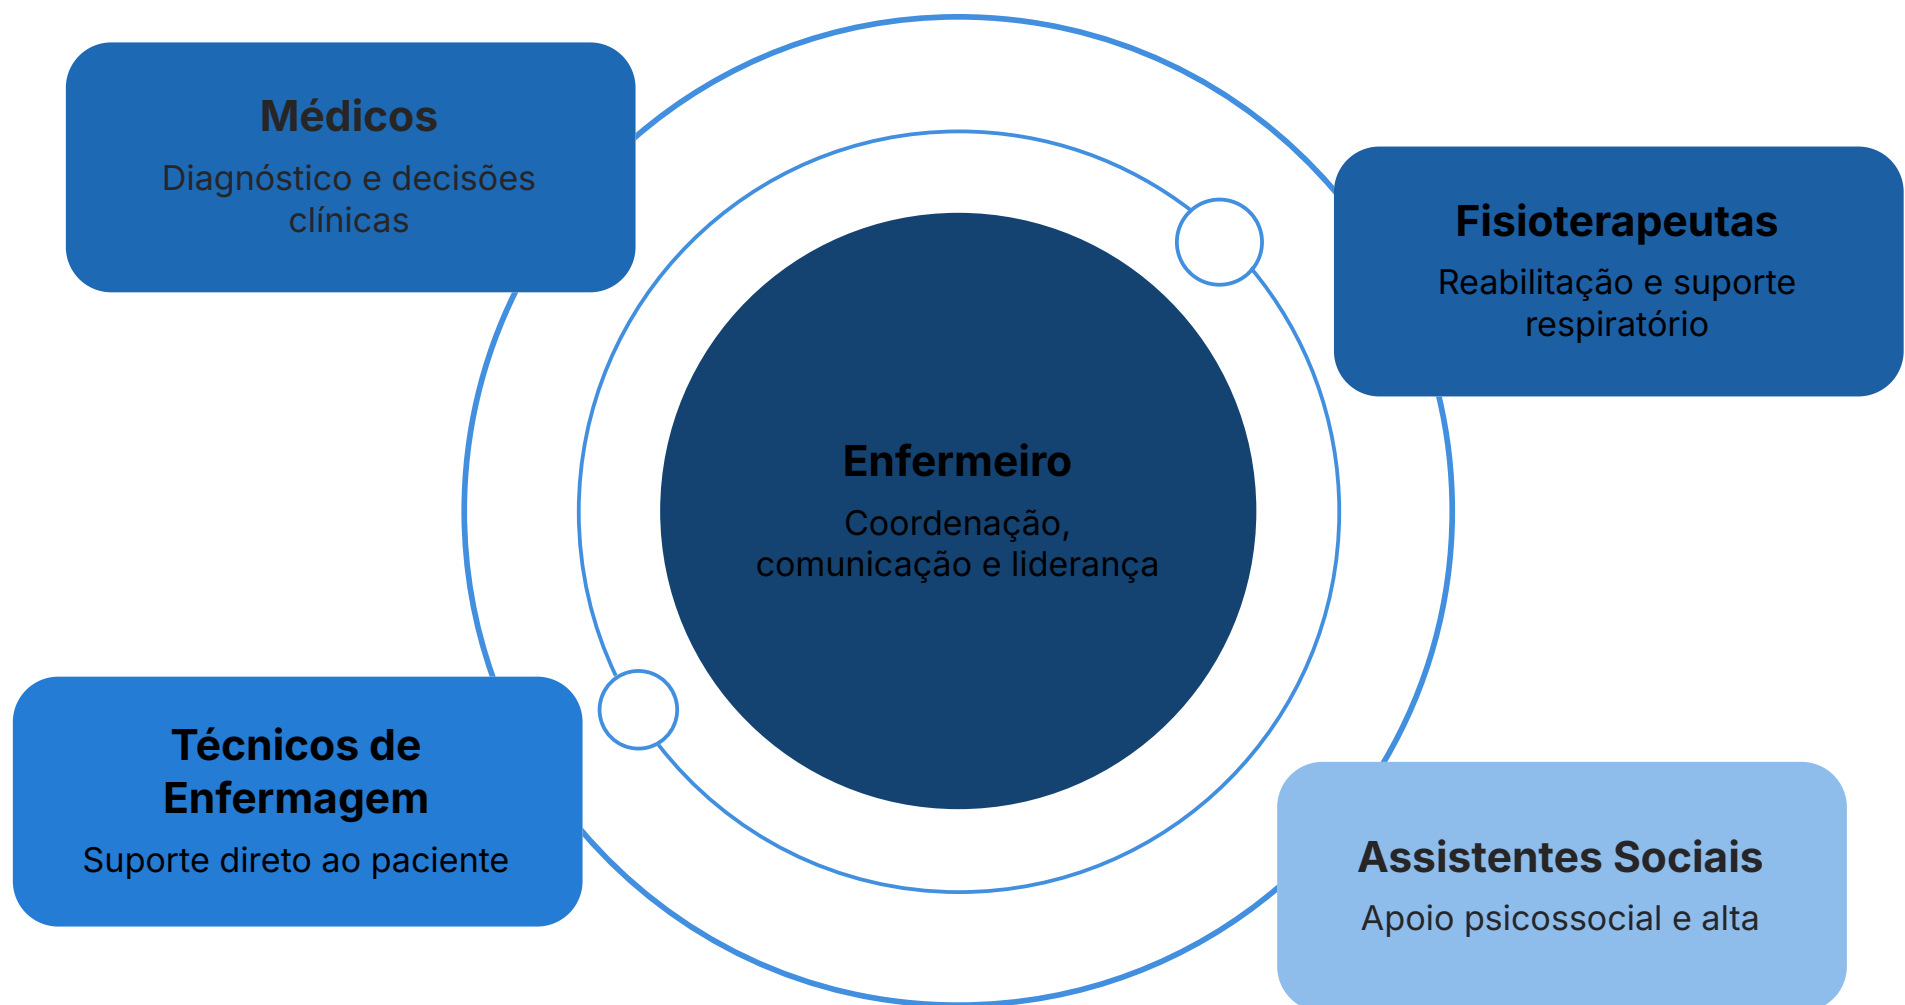 Médicos
Diagnóstico e decisões
clínicas
Fisioterapeutas
Reabilitação e suporte
respiratório
Enfermeiro
Coordenação,
comunicação e liderança
Técnicos de
Enfermagem
Suporte direto ao paciente
Assistentes Sociais
Apoio psicossocial e alta